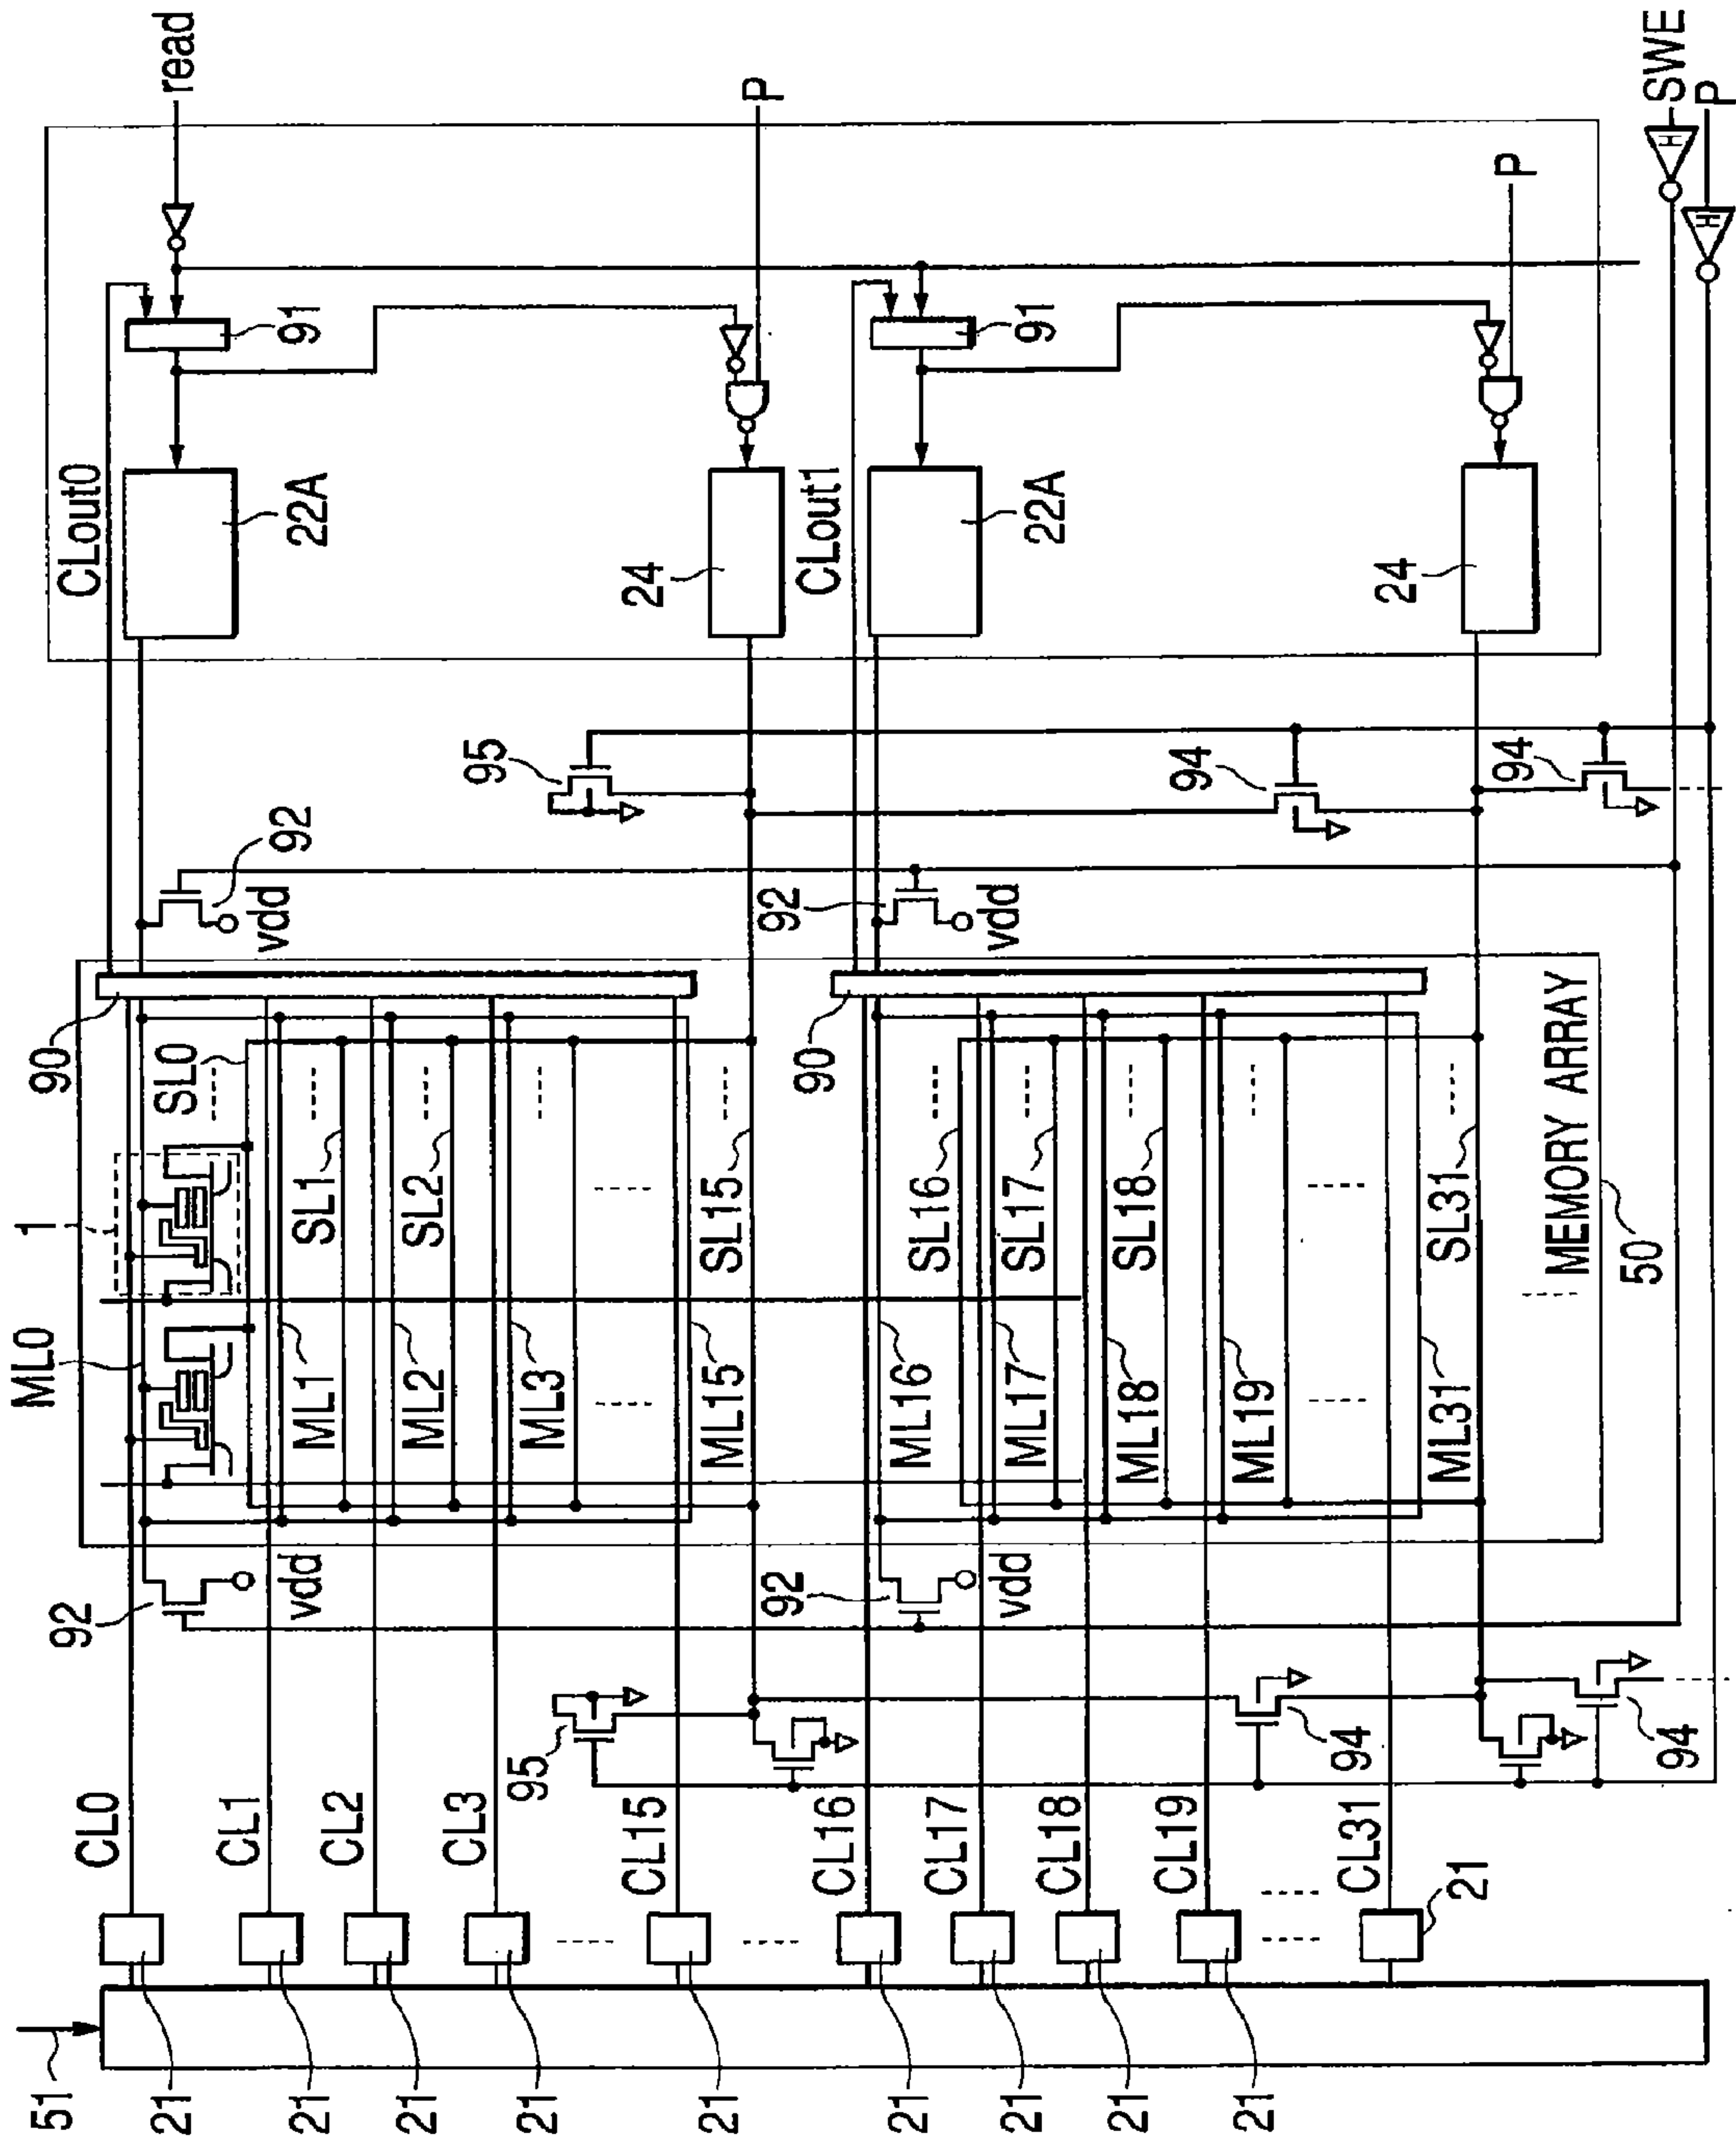 read
P
P
SWE
H
P
H
91
91
CLout0
22A
24
CLout1
22A
24
95
94
94
92
vdd
92
vdd
90
SL0
90
1
SL1
SL2
SL15
SL16
SL17
SL18
SL31
MEMORY ARRAY
50
ML0
ML1
ML2
ML3
ML15
ML16
ML17
ML18
ML19
ML31
92
vdd
92
vdd
95
94
94
CL0
CL1
CL2
CL3
CL15
CL16
CL17
CL18
CL19
CL31
21
51
21
21
21
21
21
21
21
21
21